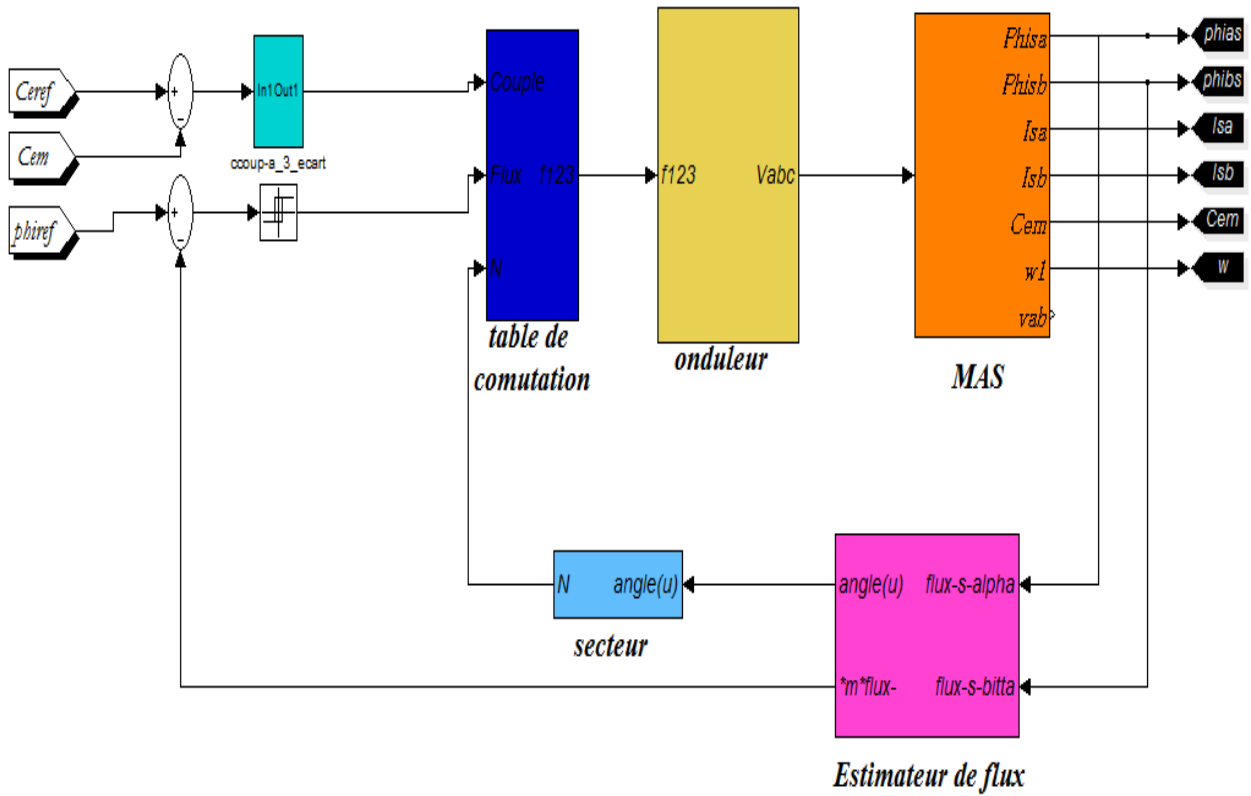 Ceref
Cem
phiref
+
−
+
−
In1Out1
ccoup-a_3_ecart
Couple
Flux f123
N
table de
comutation
f123 Vabc
onduleur
Phisa
Phisb
Isa
Isb
Cem
w1
vab
MAS
phias
phibs
Isa
Isb
Cem
w
N angle(u)
secteur
angle(u) flux-s-alpha
*m*flux- flux-s-bitta
Estimateur de flux